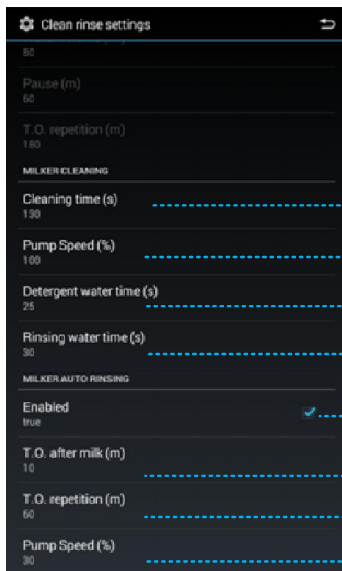 Clean rinse settings
80
Pause (m)
60
T.O. repetition (m)
180
MILKER CLEANING
Cleaning time (s)
130
Pump Speed (%)
100
Detergent water time (s)
25
Rinsing water time (s)
30
MILKER AUTO RINSING
Enabled
true
T.O. after milk (m)
10
T.O. repetition (m)
60
Pump Speed (%)
30